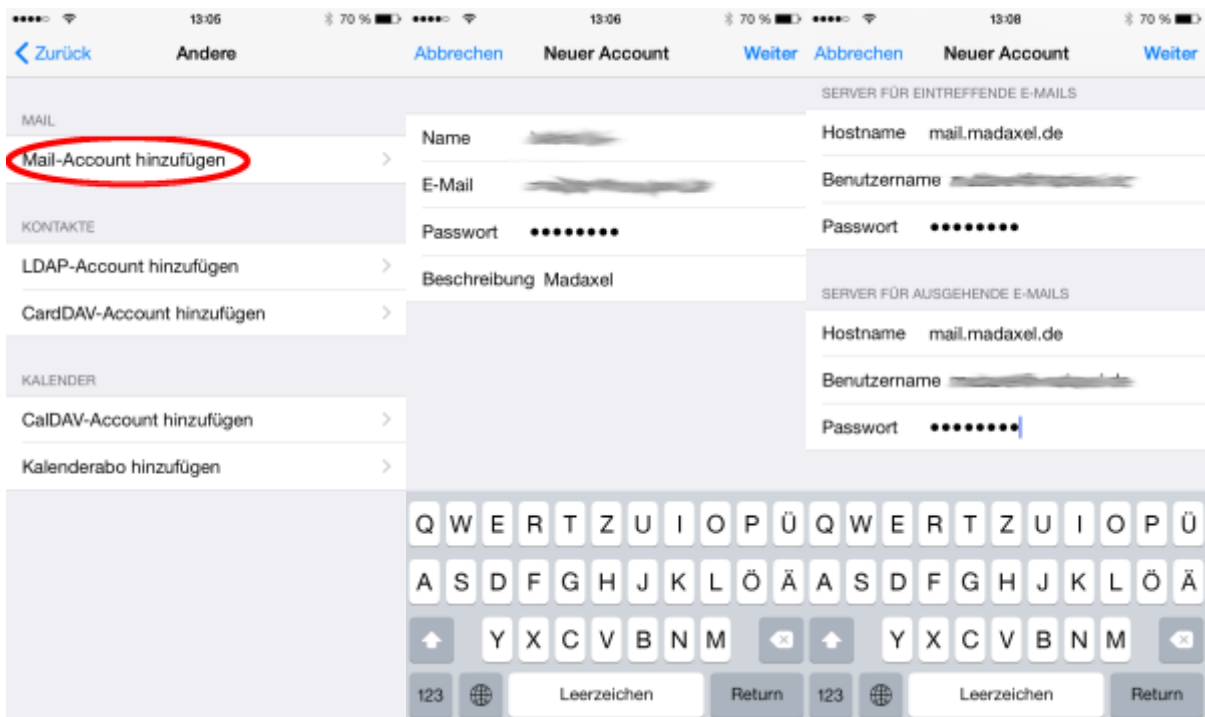 13:05
70 %
Zurück
Andere
MAIL
Mail-Account hinzufügen
KONTAKTE
LDAP-Account hinzufügen
CardDAV-Account hinzufügen
KALENDER
CalDAV-Account hinzufügen
Kalenderabo hinzufügen
13:06
70 %
Abbrechen
Neuer Account
Weiter
Name
E-Mail
Passwort ••••••••
Beschreibung Madaxel
Q W E R T Z U I O P Ü
A S D F G H J K L Ö Ä
Y X C V B N M
123 Leerzeichen Return
13:08
70 %
Abbrechen
Neuer Account
Weiter
SERVER FÜR EINTREFFENDE E-MAILS
Hostname mail.madaxel.de
Benutzername
Passwort ••••••••
SERVER FÜR AUSGEHENDE E-MAILS
Hostname mail.madaxel.de
Benutzername
Passwort ••••••••
Q W E R T Z U I O P Ü
A S D F G H J K L Ö Ä
Y X C V B N M
123 Leerzeichen Return